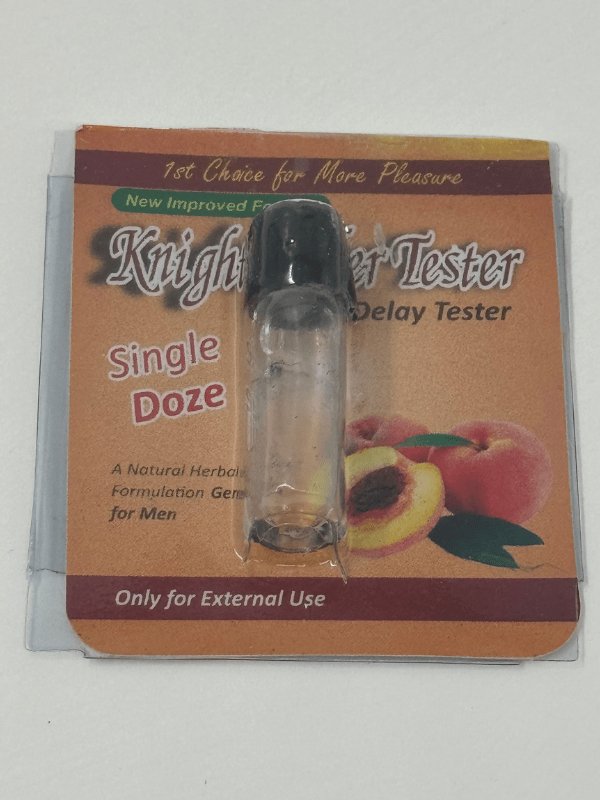 1st Choice for More Pleasure
New Improved
Knight Tester
Delay Tester
Single
Doze
A Natural Herbal
Formulation
for Men
Only for External Use